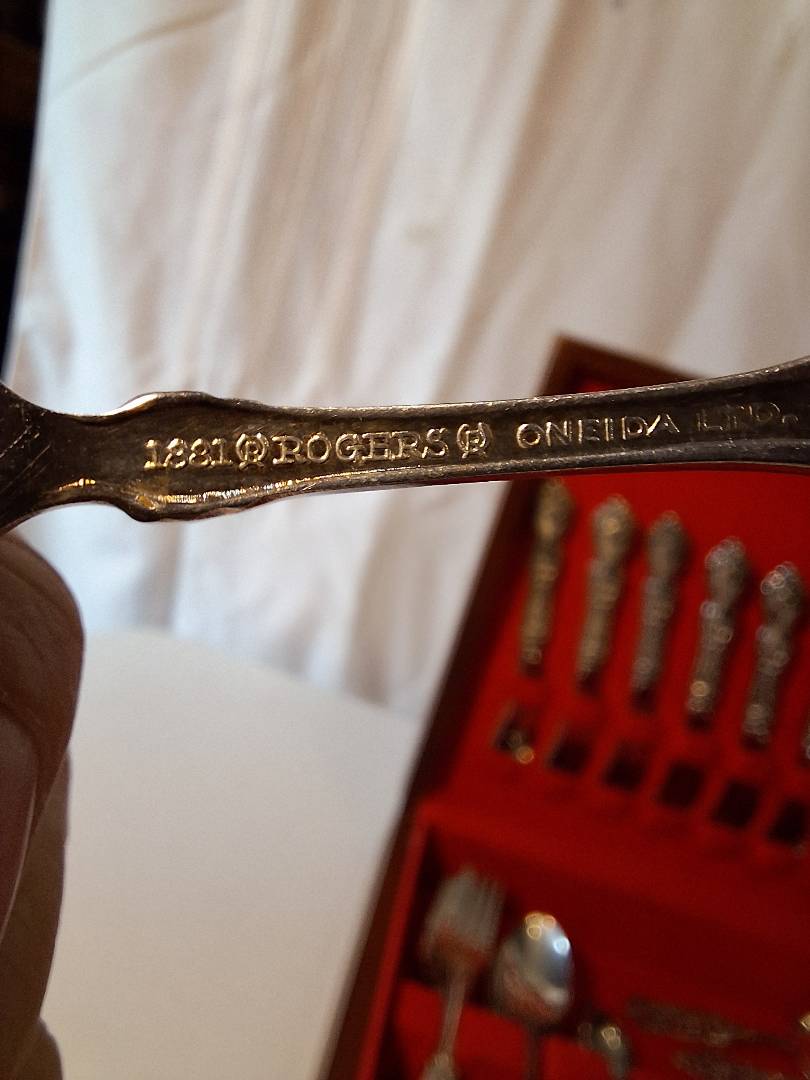 1881 ® ROGERS ® ONEIDA LTD.